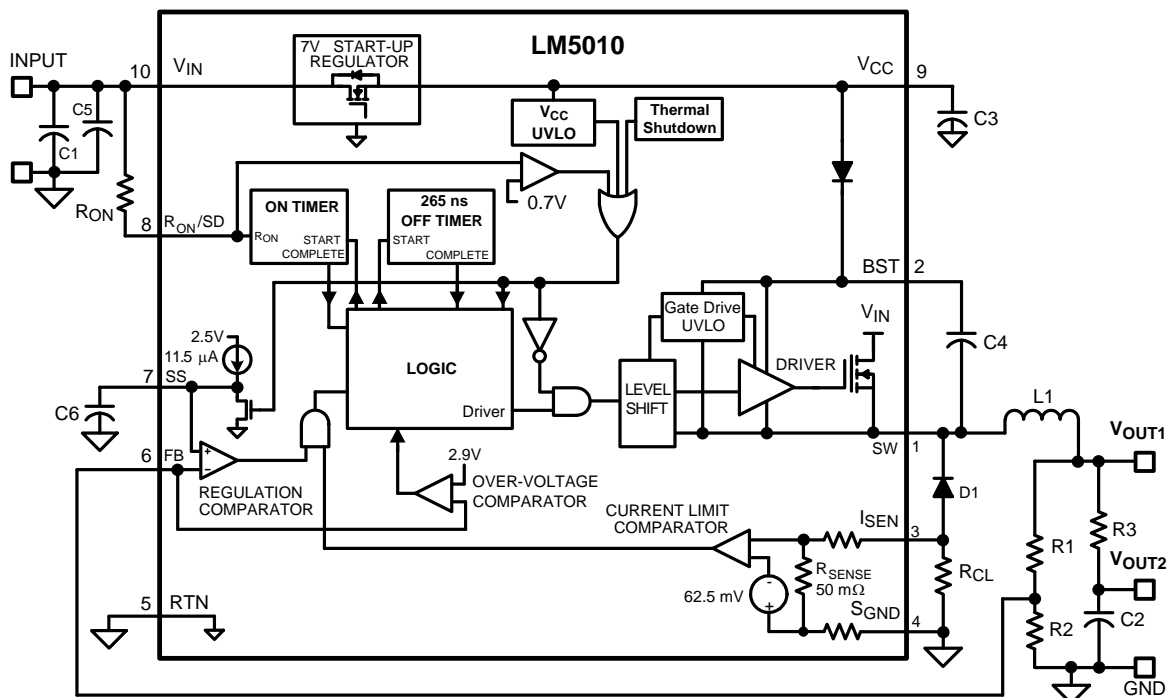 LM5010
7V START-UP
REGULATOR
INPUT
10
VIN
VCC
9
C5
C1
VCC
UVLO
Thermal
Shutdown
C3
0.7V
RON
8
RON/SD
ON TIMER
RON
START
COMPLETE
265 ns
OFF TIMER
START
COMPLETE
BST
2
VIN
Gate Drive
UVLO
C4
2.5V
11.5 µA
7
SS
LOGIC
DRIVER
LEVEL
SHIFT
Driver
C6
L1
VOUT1
SW
1
6
FB
2.9V
REGULATION
COMPARATOR
OVER-VOLTAGE
COMPARATOR
D1
CURRENT LIMIT
COMPARATOR
ISEN
3
R3
R1
VOUT2
RSENSE
50 mΩ
RCL
62.5 mV
5
RTN
SGND
4
R2
C2
GND
+
-
-
+